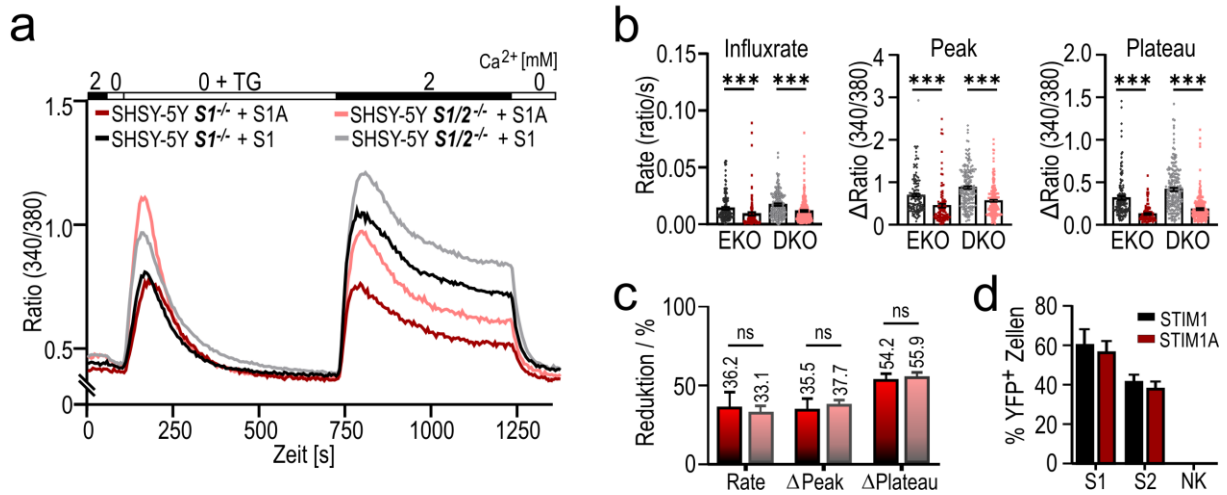 a
Ca²⁺ [mM]
2 0 0 + TG 2 0
SHSY-5Y S1⁻/⁻ + S1A
SHSY-5Y S1/2⁻/⁻ + S1A
SHSY-5Y S1⁻/⁻ + S1
SHSY-5Y S1/2⁻/⁻ + S1
Ratio (340/380)
1.5
1.0
0.5
0
0 250 500 750 1000 1250
Zeit [s]
b
Influxrate
Rate (ratio/s)
0.15
0.10
0.05
0.00
*** ***
EKO DKO
Peak
ΔRatio (340/380)
4
3
2
1
0
*** ***
EKO DKO
Plateau
ΔRatio (340/380)
2.0
1.5
1.0
0.5
0.0
*** ***
EKO DKO
c
Reduktion / %
100
50
0
ns ns ns
36.2 33.1 35.5 37.7 54.2 55.9
Rate ΔPeak ΔPlateau
d
% YFP⁺ Zellen
80
60
40
20
0
STIM1
STIM1A
S1 S2 NK